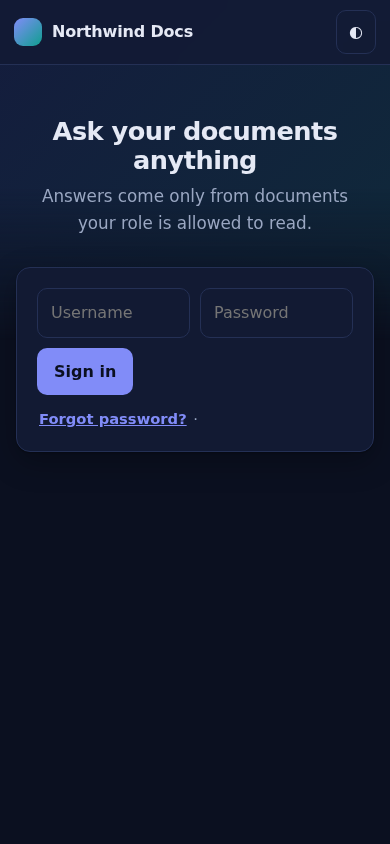 Northwind Docs
Ask your documents
anything
Answers come only from documents
your role is allowed to read.
Username Password
Sign in
Forgot password? ·